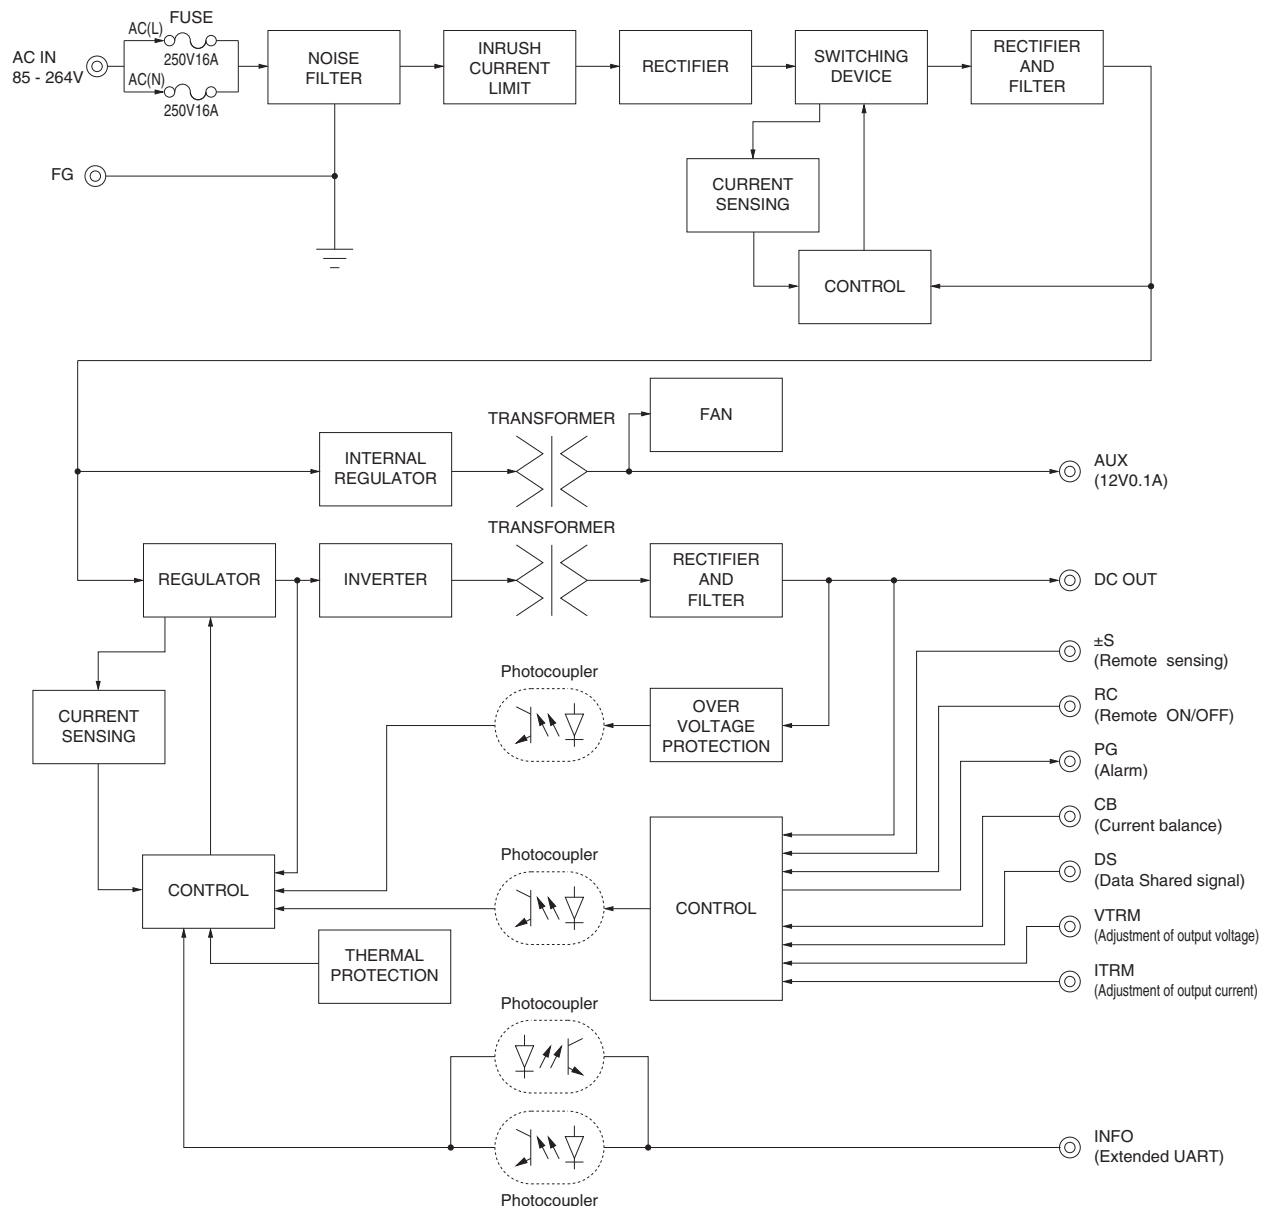 FUSE
AC(L)
250V16A
AC IN
85 - 264V
AC(N)
250V16A
NOISE
FILTER
INRUSH
CURRENT
LIMIT
RECTIFIER
SWITCHING
DEVICE
RECTIFIER
AND
FILTER
FG
CURRENT
SENSING
CONTROL
TRANSFORMER
FAN
INTERNAL
REGULATOR
AUX
(12V0.1A)
TRANSFORMER
REGULATOR
INVERTER
RECTIFIER
AND
FILTER
DC OUT
±S
(Remote sensing)
Photocoupler
OVER
VOLTAGE
PROTECTION
RC
(Remote ON/OFF)
CURRENT
SENSING
PG
(Alarm)
CB
(Current balance)
Photocoupler
DS
(Data Shared signal)
CONTROL
CONTROL
VTRM
(Adjustment of output voltage)
THERMAL
PROTECTION
ITRM
(Adjustment of output current)
Photocoupler
INFO
(Extended UART)
Photocoupler